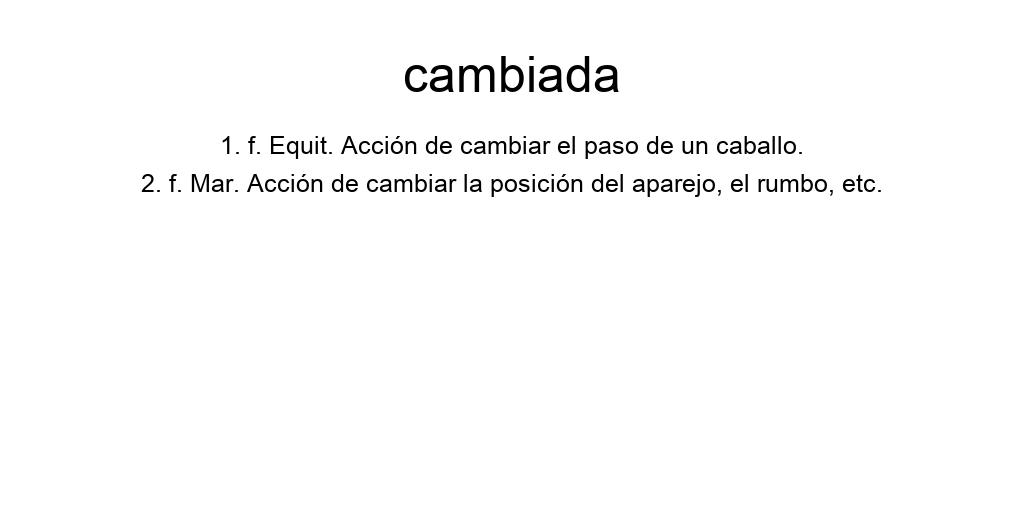 cambiada
1. f. Equit. Acción de cambiar el paso de un caballo.
2. f. Mar. Acción de cambiar la posición del aparejo, el rumbo, etc.